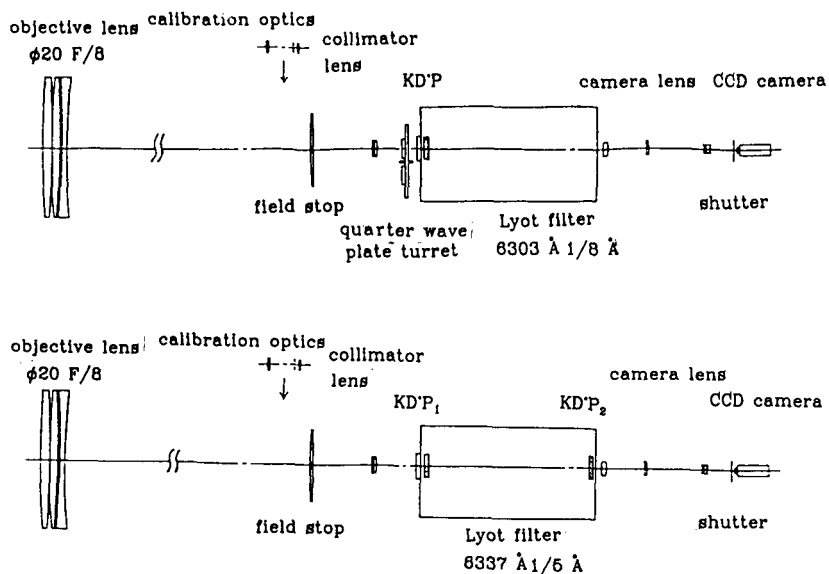 objective lens
φ20 F/8
calibration optics
collimator
lens
KD*P
camera lens
CCD camera
field stop
quarter wave
plate turret
Lyot filter
6303 Å 1/8 Å
shutter
objective lens
φ20 F/8
calibration optics
collimator
lens
KD*P₁
KD*P₂
camera lens
CCD camera
field stop
Lyot filter
6337 Å 1/5 Å
shutter